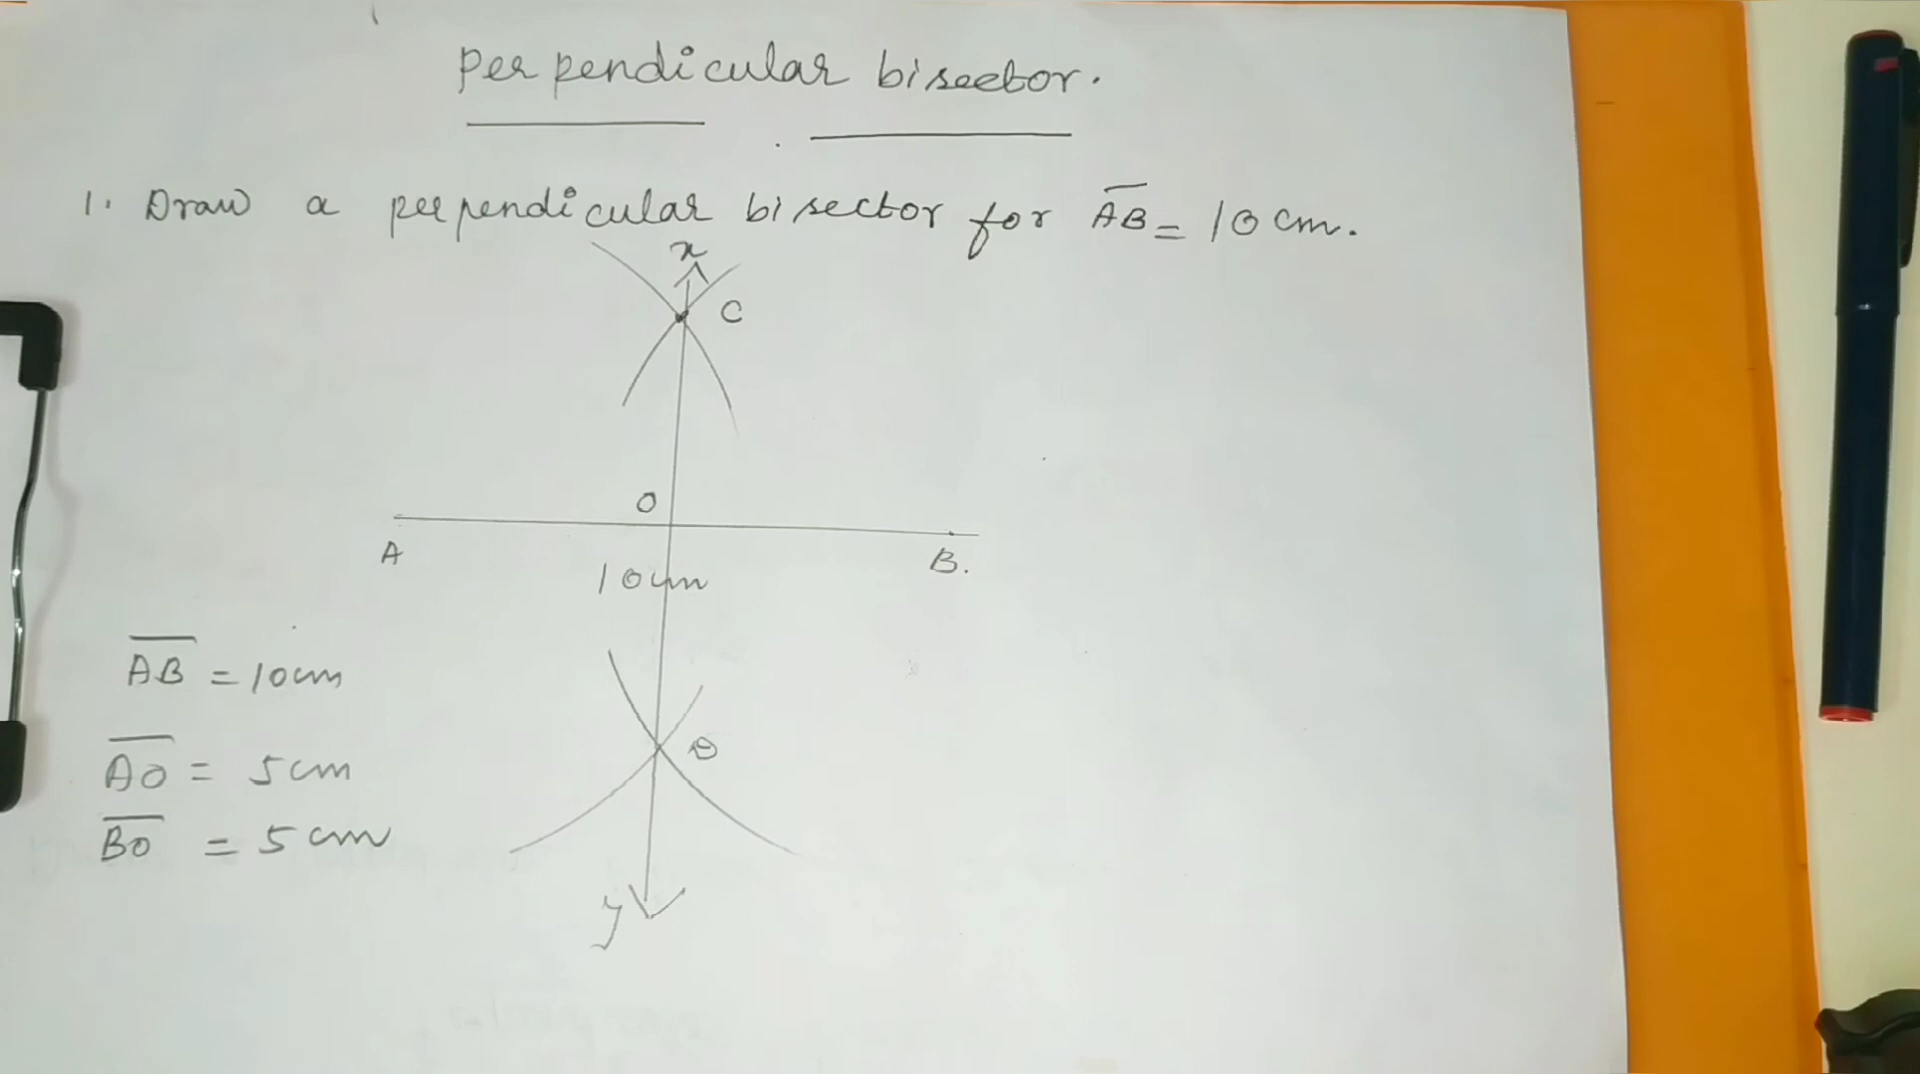 Perpendicular bisector.
1. Draw a perpendicular bisector for AB = 10 cm.
x
C
O
A
B.
10cm
AB = 10cm
D
AO = 5cm
BO = 5cm
y